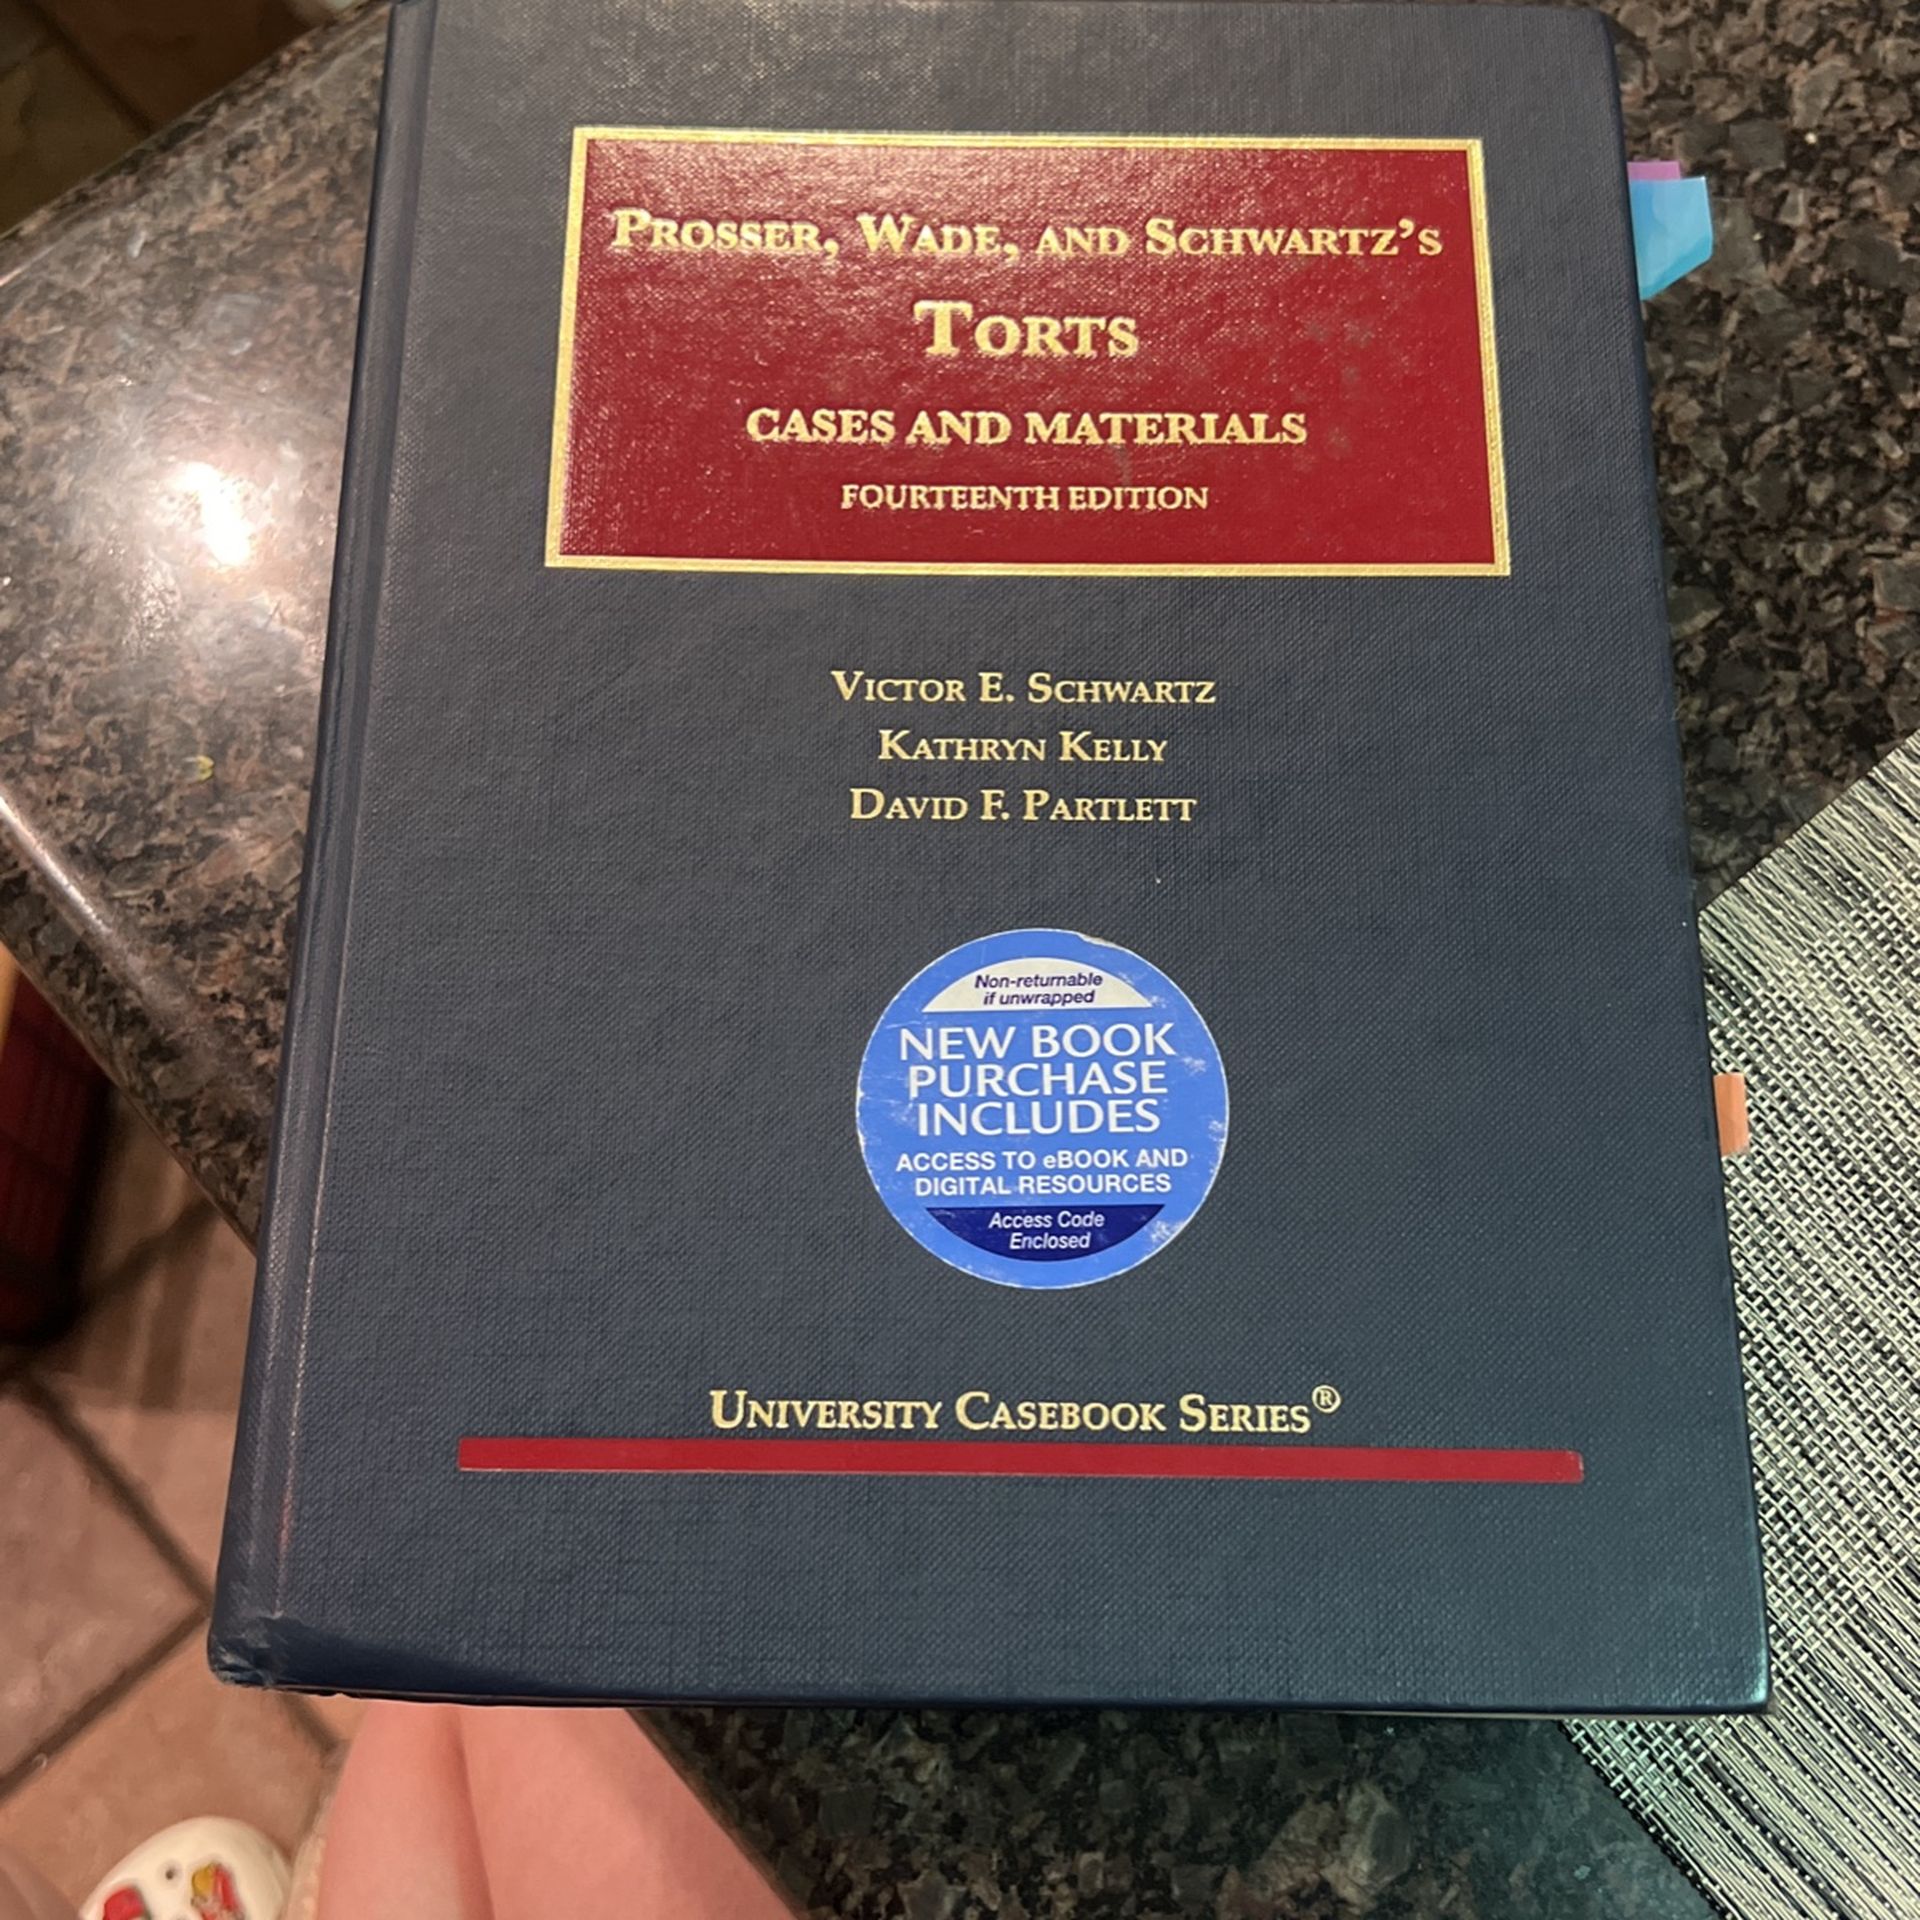 PROSSER, WADE, AND SCHWARTZ'S
TORTS
CASES AND MATERIALS
FOURTEENTH EDITION
VICTOR E. SCHWARTZ
KATHRYN KELLY
DAVID F. PARTLETT
Non-returnable
if unwrapped
NEW BOOK
PURCHASE
INCLUDES
ACCESS TO eBOOK AND
DIGITAL RESOURCES
Access Code
Enclosed
UNIVERSITY CASEBOOK SERIES®